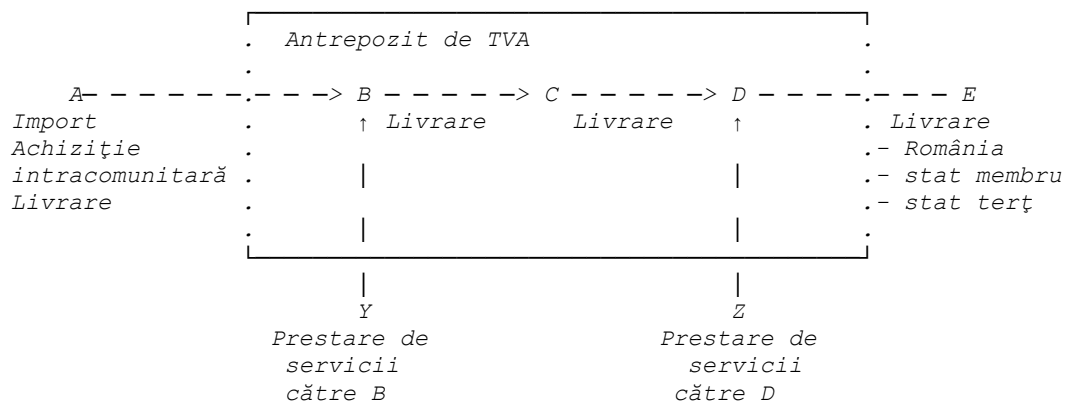 Antrepozit de TVA
A B C D E
Import ↑ Livrare Livrare ↑ Livrare
Achiziţie - România
intracomunitară - stat membru
Livrare - stat terţ
Y Z
Prestare de Prestare de
servicii servicii
către B către D